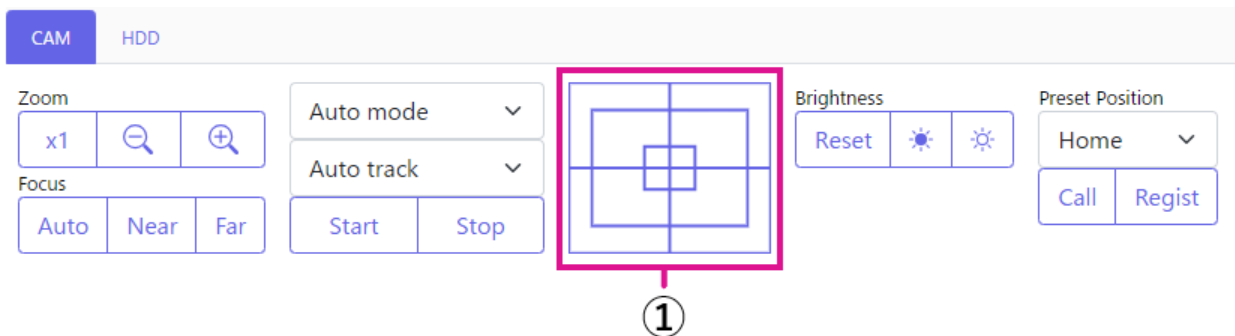 CAM HDD
Zoom
x1
Focus
Auto Near Far
Auto mode
Auto track
Start Stop
Brightness
Reset
Preset Position
Home
Call Regist
①